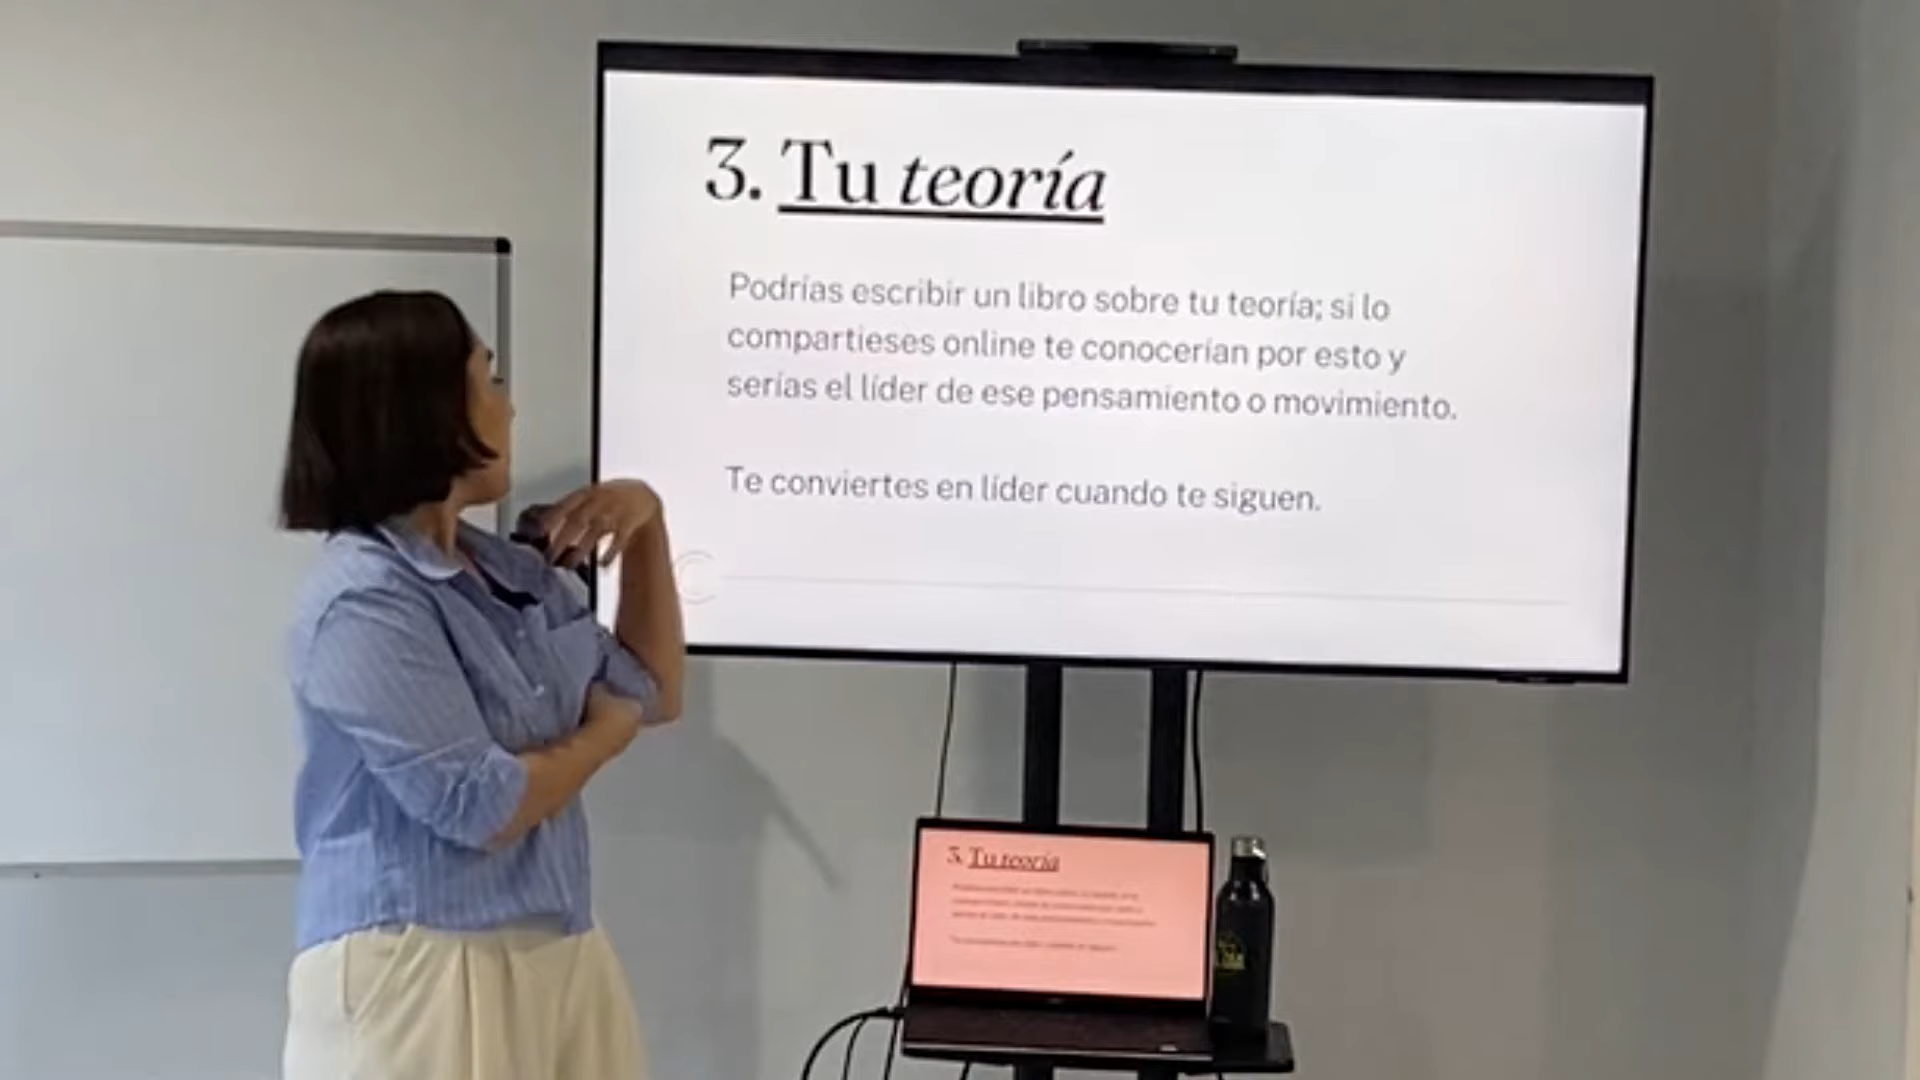 3. Tu teoría
Podrías escribir un libro sobre tu teoría; si lo
compartieses online te conocerían por esto y
serías el líder de ese pensamiento o movimiento.
Te conviertes en líder cuando te siguen.
3. Tu teoría